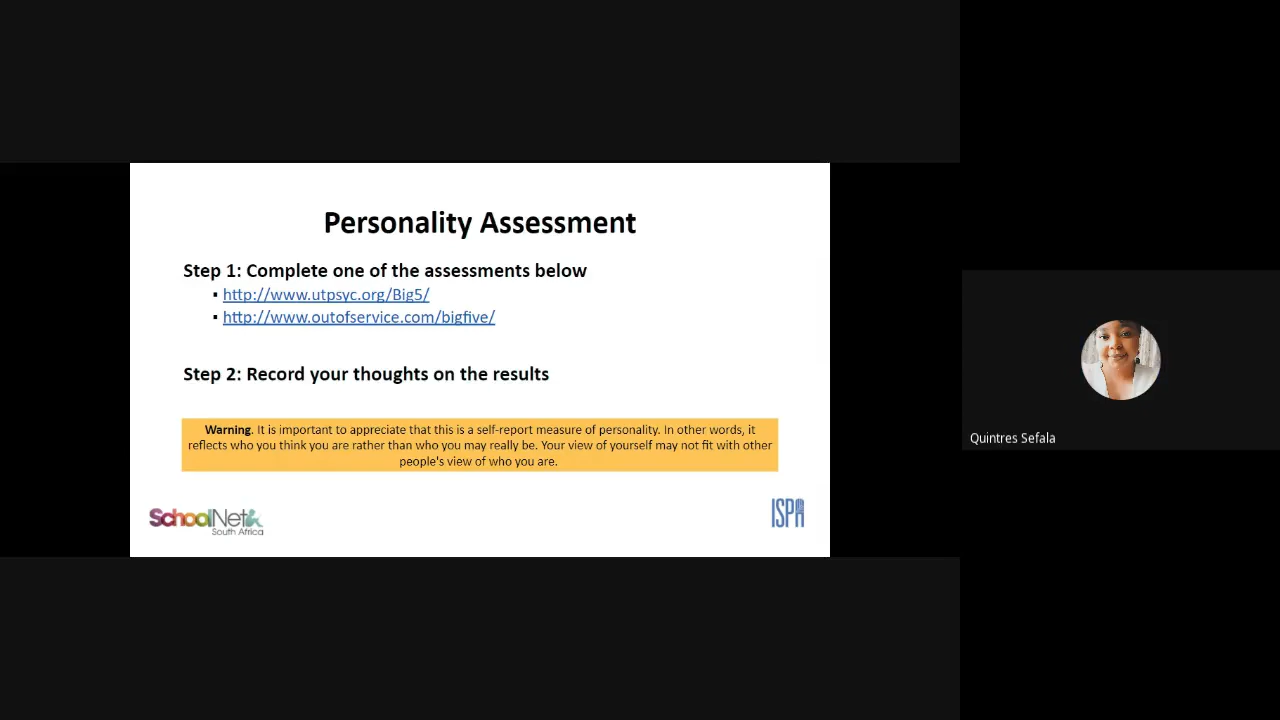 Personality Assessment
Step 1: Complete one of the assessments below
▪ http://www.utpsyc.org/Big5/
▪ http://www.outofservice.com/bigfive/
Step 2: Record your thoughts on the results
Warning. It is important to appreciate that this is a self-report measure of personality. In other words, it
reflects who you think you are rather than who you may really be. Your view of yourself may not fit with other
people's view of who you are.
SchoolNet
South Africa
ISPA
Quintres Sefala